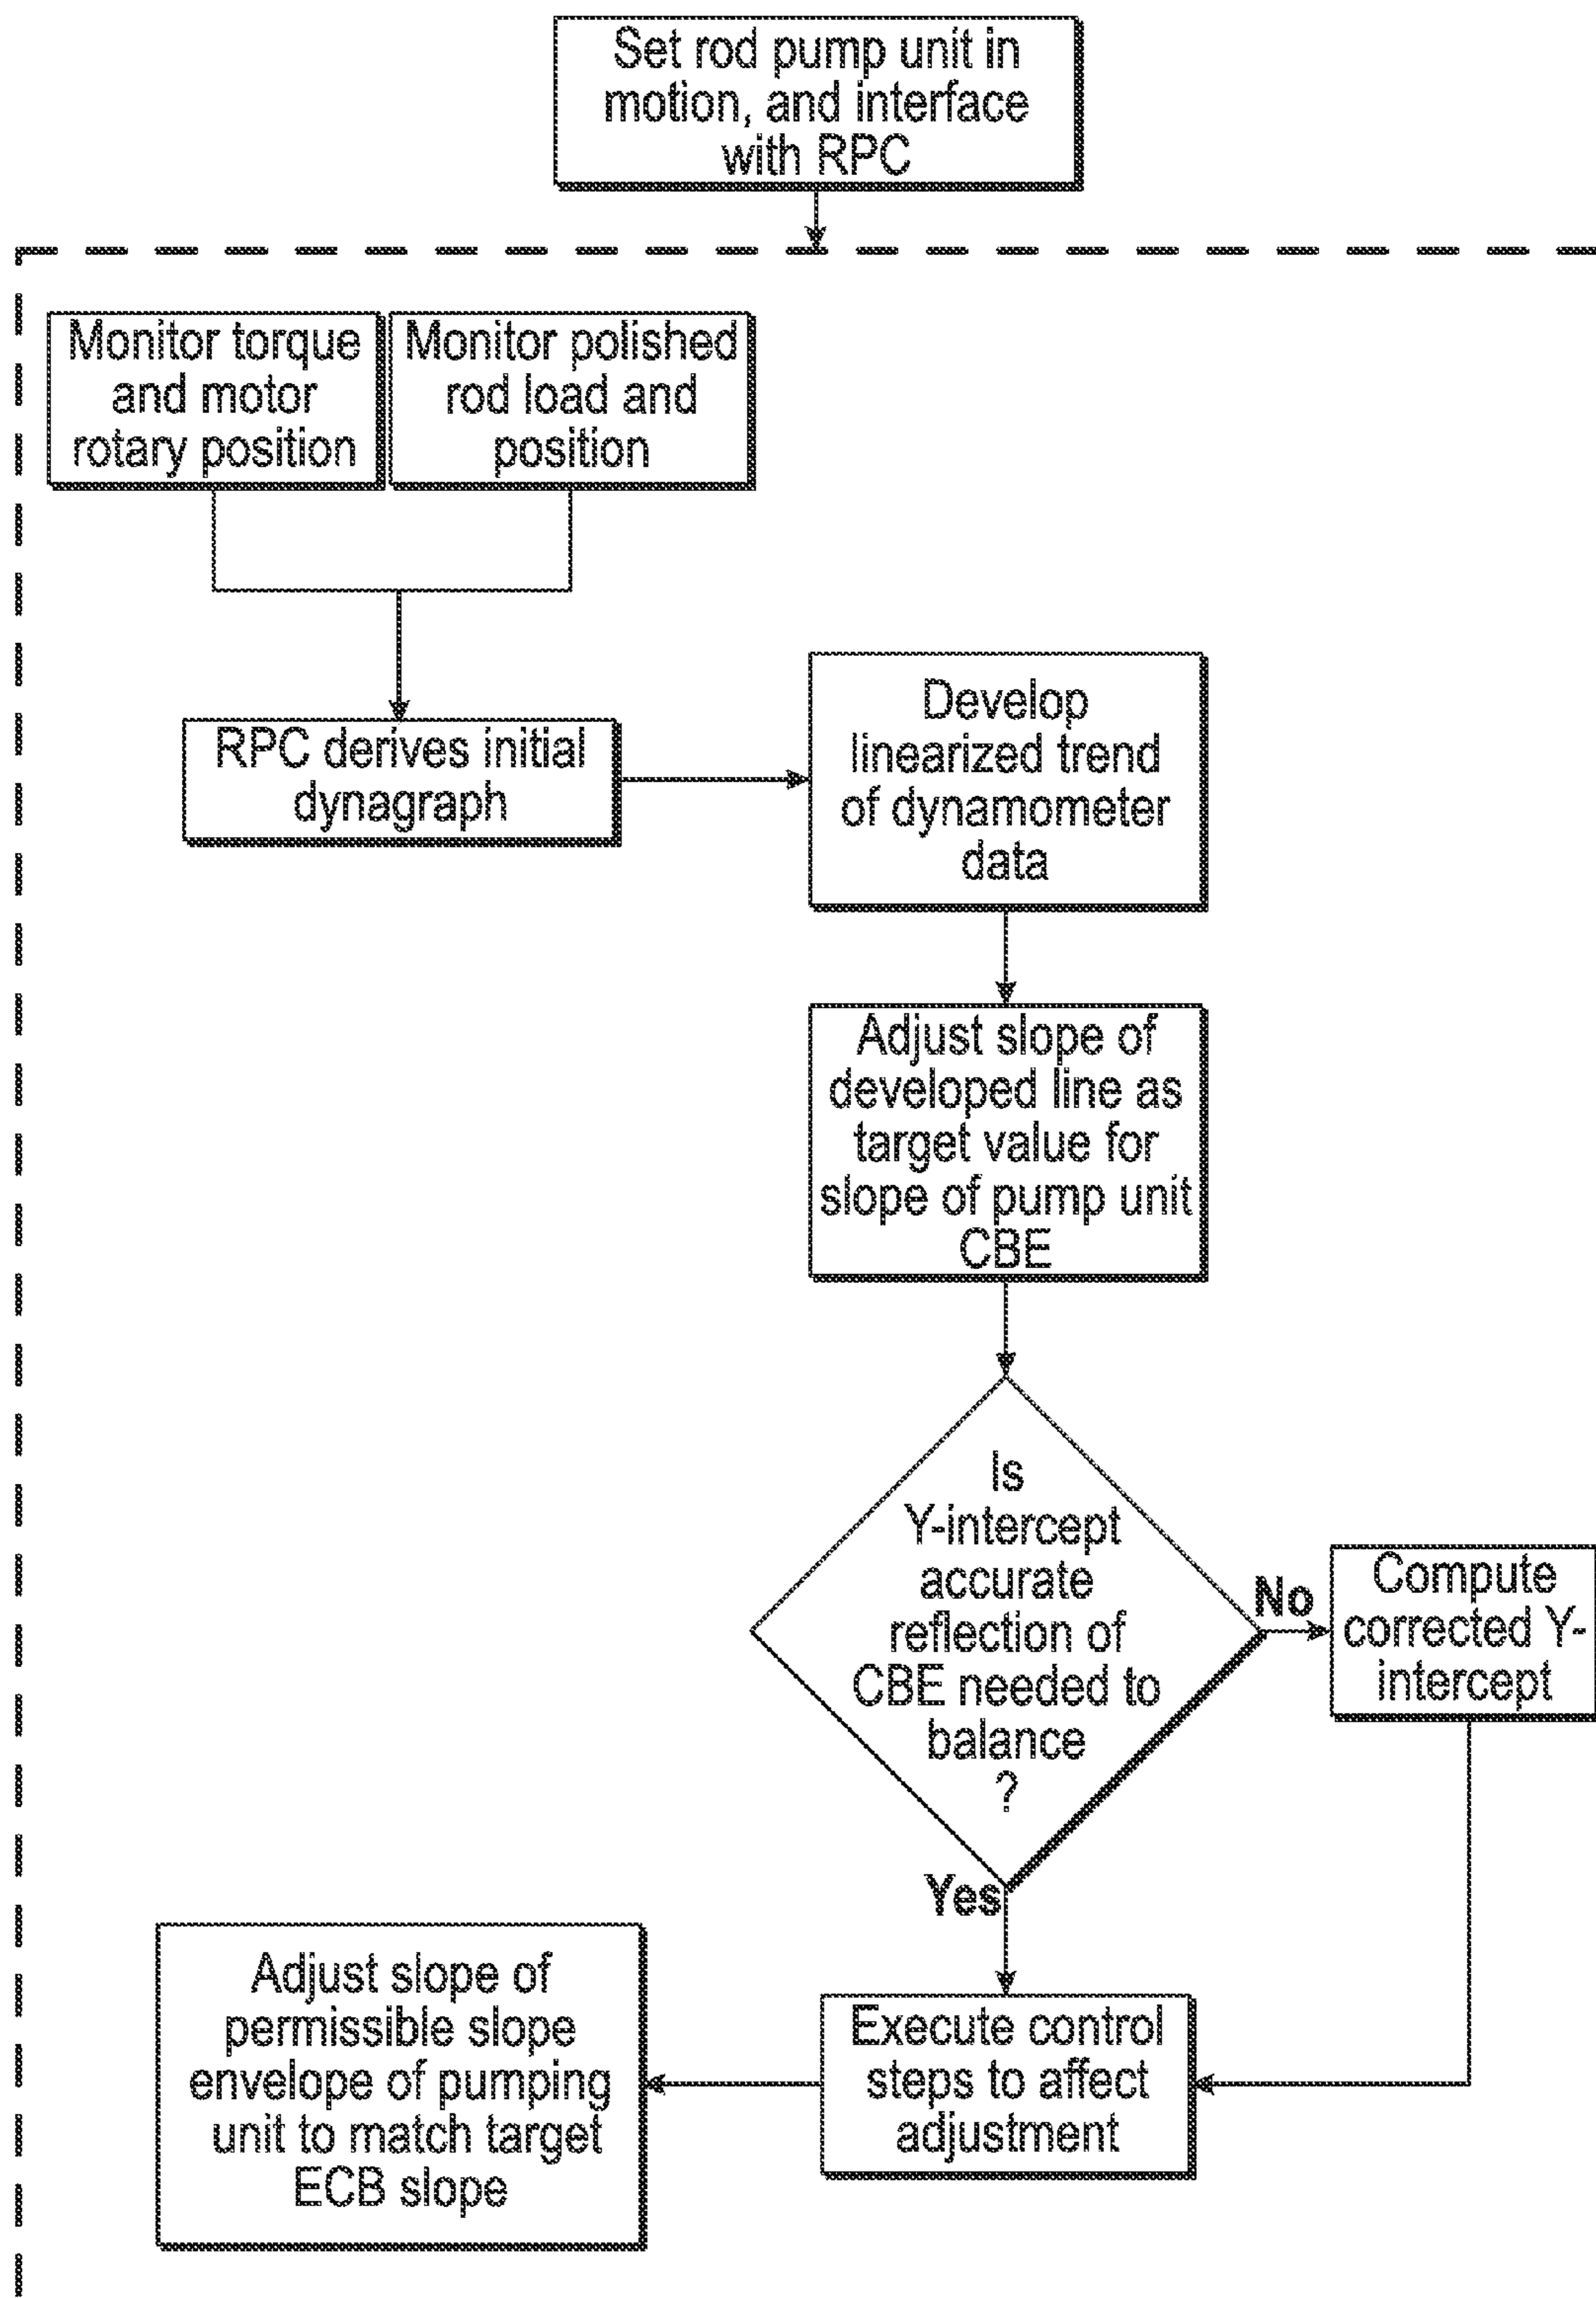 Set rod pump unit in
motion, and interface
with RPC
Monitor torque
and motor
rotary position
Monitor polished
rod load and
position
RPC derives initial
dynagraph
Develop
linearized trend
of dynamometer
data
Adjust slope of
developed line as
target value for
slope of pump unit
CBE
Is
Y-intercept
accurate
reflection of
CBE needed to
balance
?
No
Compute
corrected Y-
intercept
Yes
Execute control
steps to affect
adjustment
Adjust slope of
permissible slope
envelope of pumping
unit to match target
ECB slope